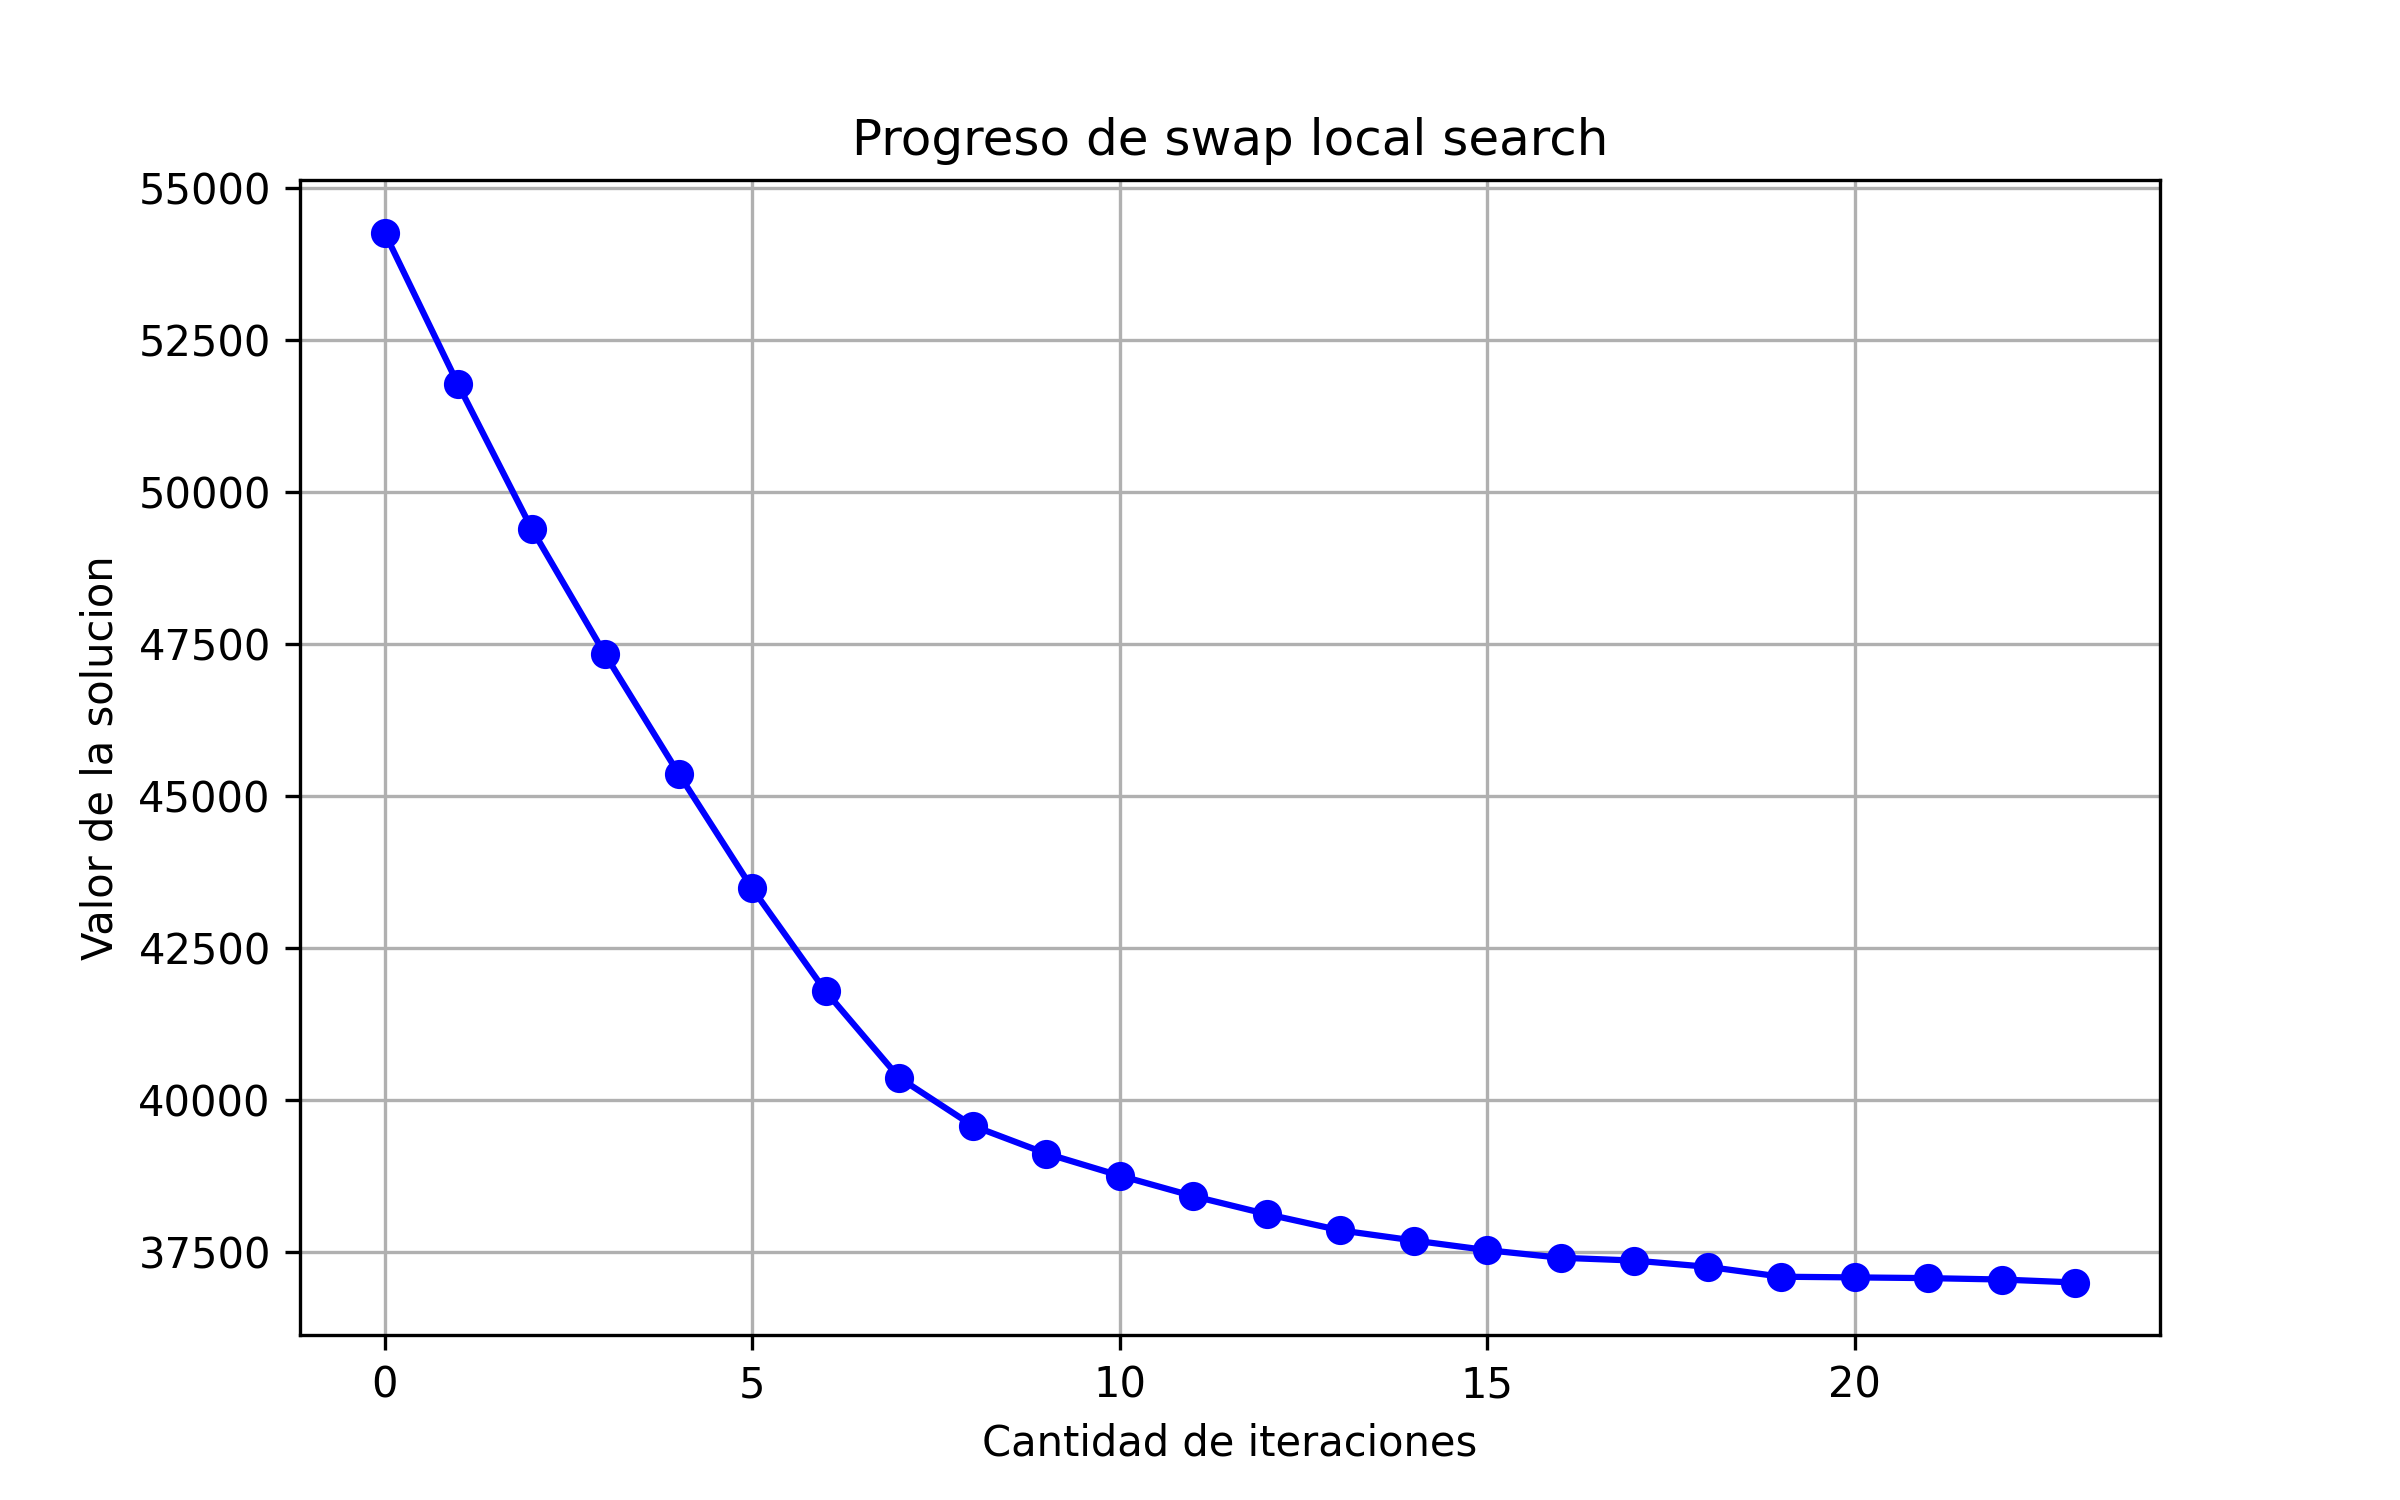 Progreso de swap local search
55000
52500
50000
47500
45000
42500
40000
37500
Valor de la solucion
0 5 10 15 20
Cantidad de iteraciones